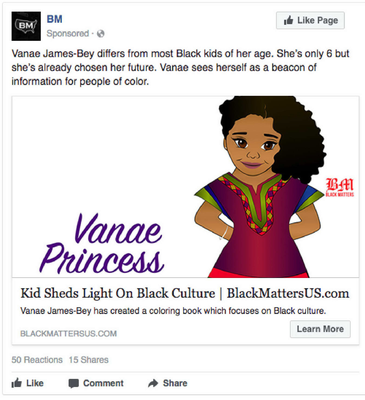 BM
BM
Like Page
Sponsored ·
Vanae James-Bey differs from most Black kids of her age. She's only 6 but
she's already chosen her future. Vanae sees herself as a beacon of
information for people of color.
BM
BLACK MATTERS
Vanae
Princess
Kid Sheds Light On Black Culture | BlackMattersUS.com
Vanae James-Bey has created a coloring book which focuses on Black culture.
BLACKMATTERSUS.COM
Learn More
50 Reactions 15 Shares
Like Comment Share